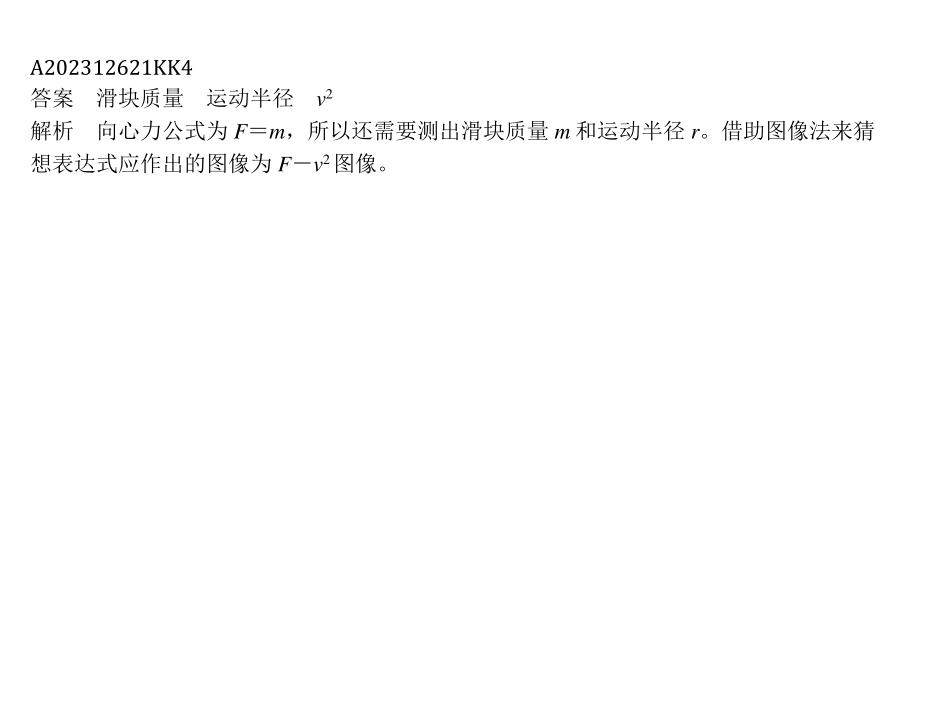 A202312621KK4
答案　滑块质量　运动半径　v²
解析　向心力公式为 F＝m，所以还需要测出滑块质量 m 和运动半径 r。借助图像法来猜
想表达式应作出的图像为 F－v² 图像。